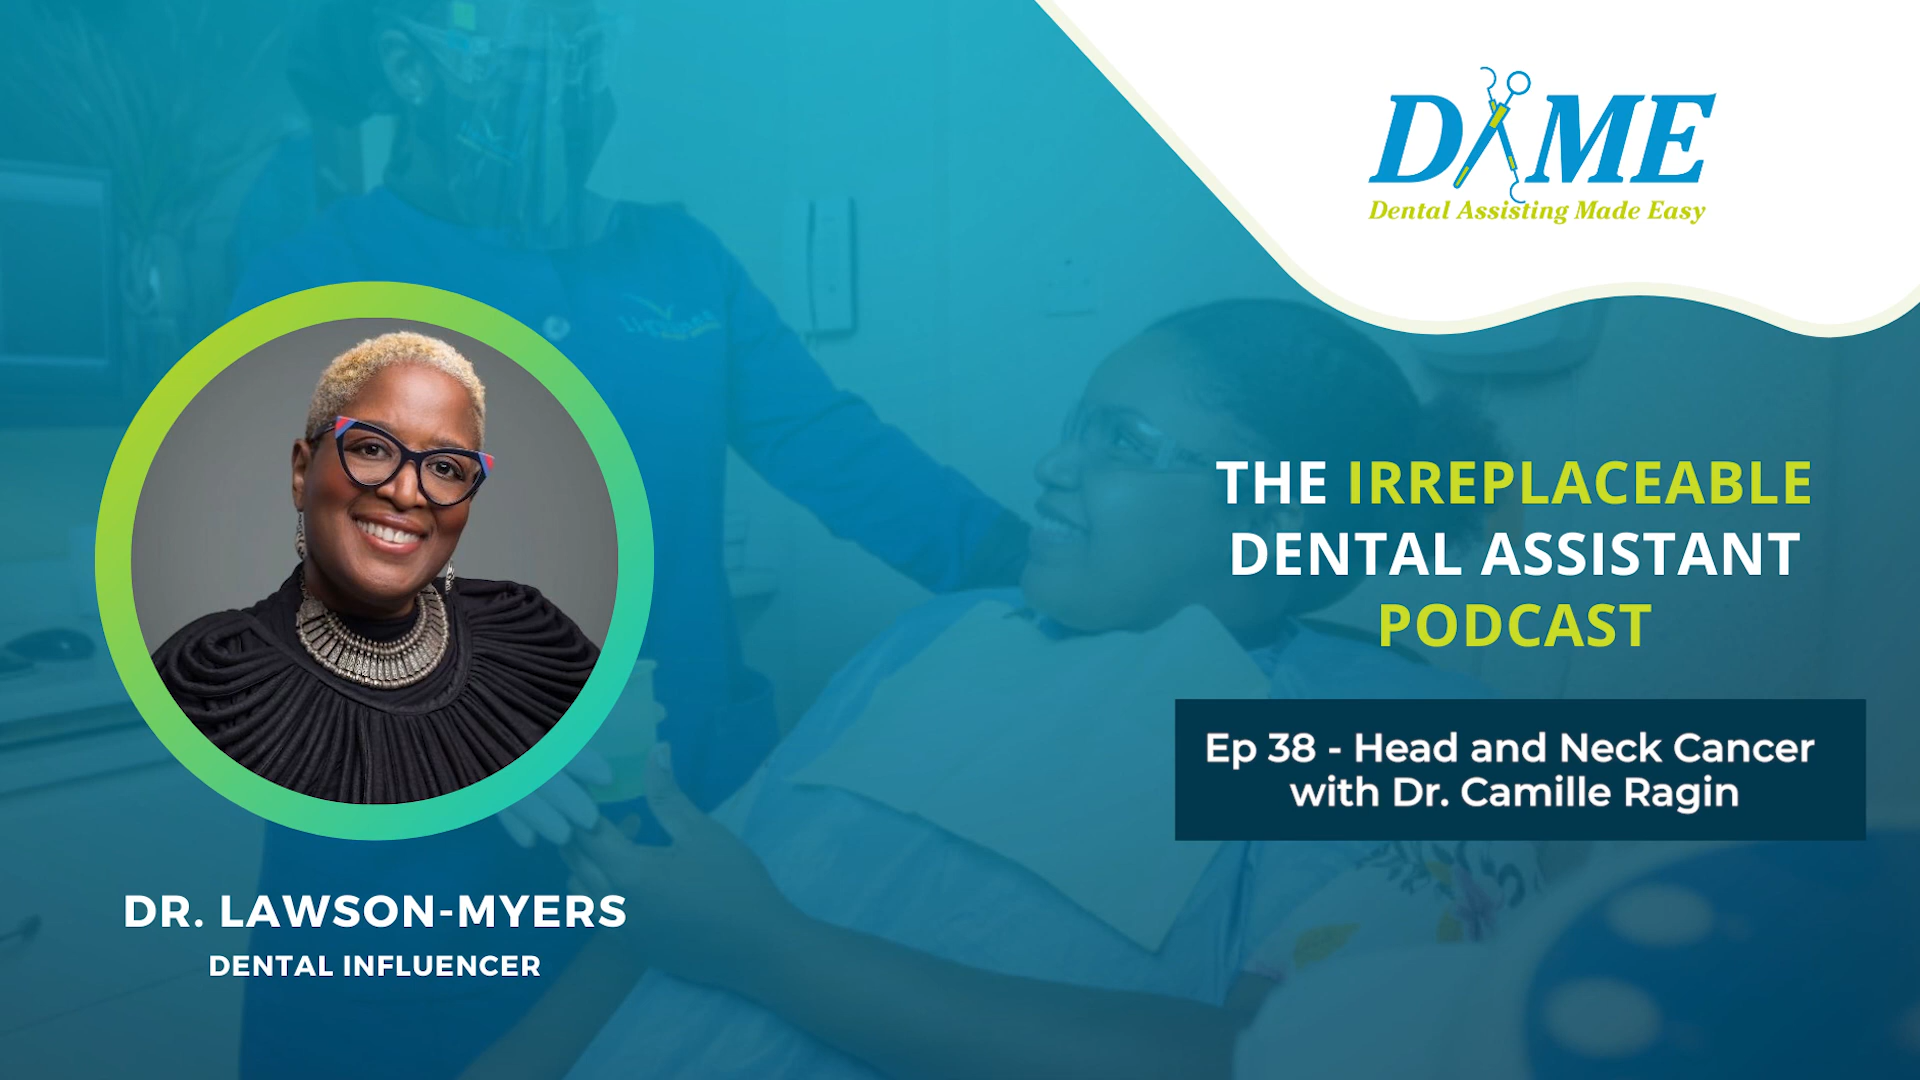 DAME
Dental Assisting Made Easy
THE IRREPLACEABLE
DENTAL ASSISTANT
PODCAST
Ep 38 - Head and Neck Cancer
with Dr. Camille Ragin
DR. LAWSON-MYERS
DENTAL INFLUENCER